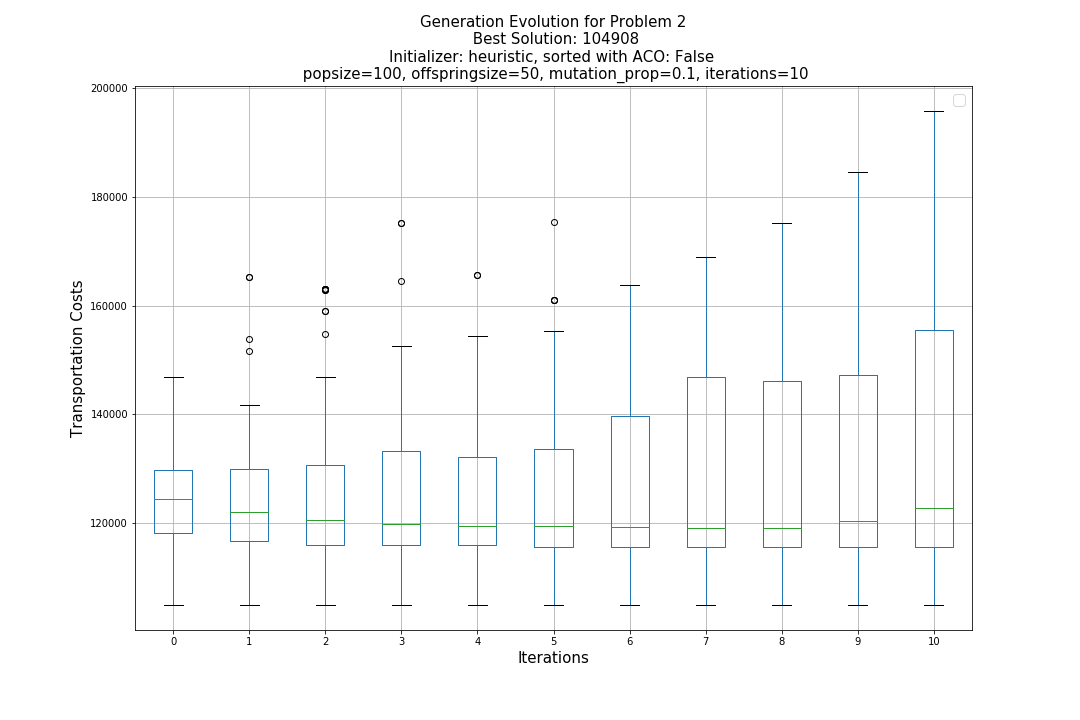 Generation Evolution for Problem 2
Best Solution: 104908
Initializer: heuristic, sorted with ACO: False
popsize=100, offspringsize=50, mutation_prop=0.1, iterations=10
200000
180000
160000
140000
120000
Transportation Costs
0 1 2 3 4 5 6 7 8 9 10
Iterations